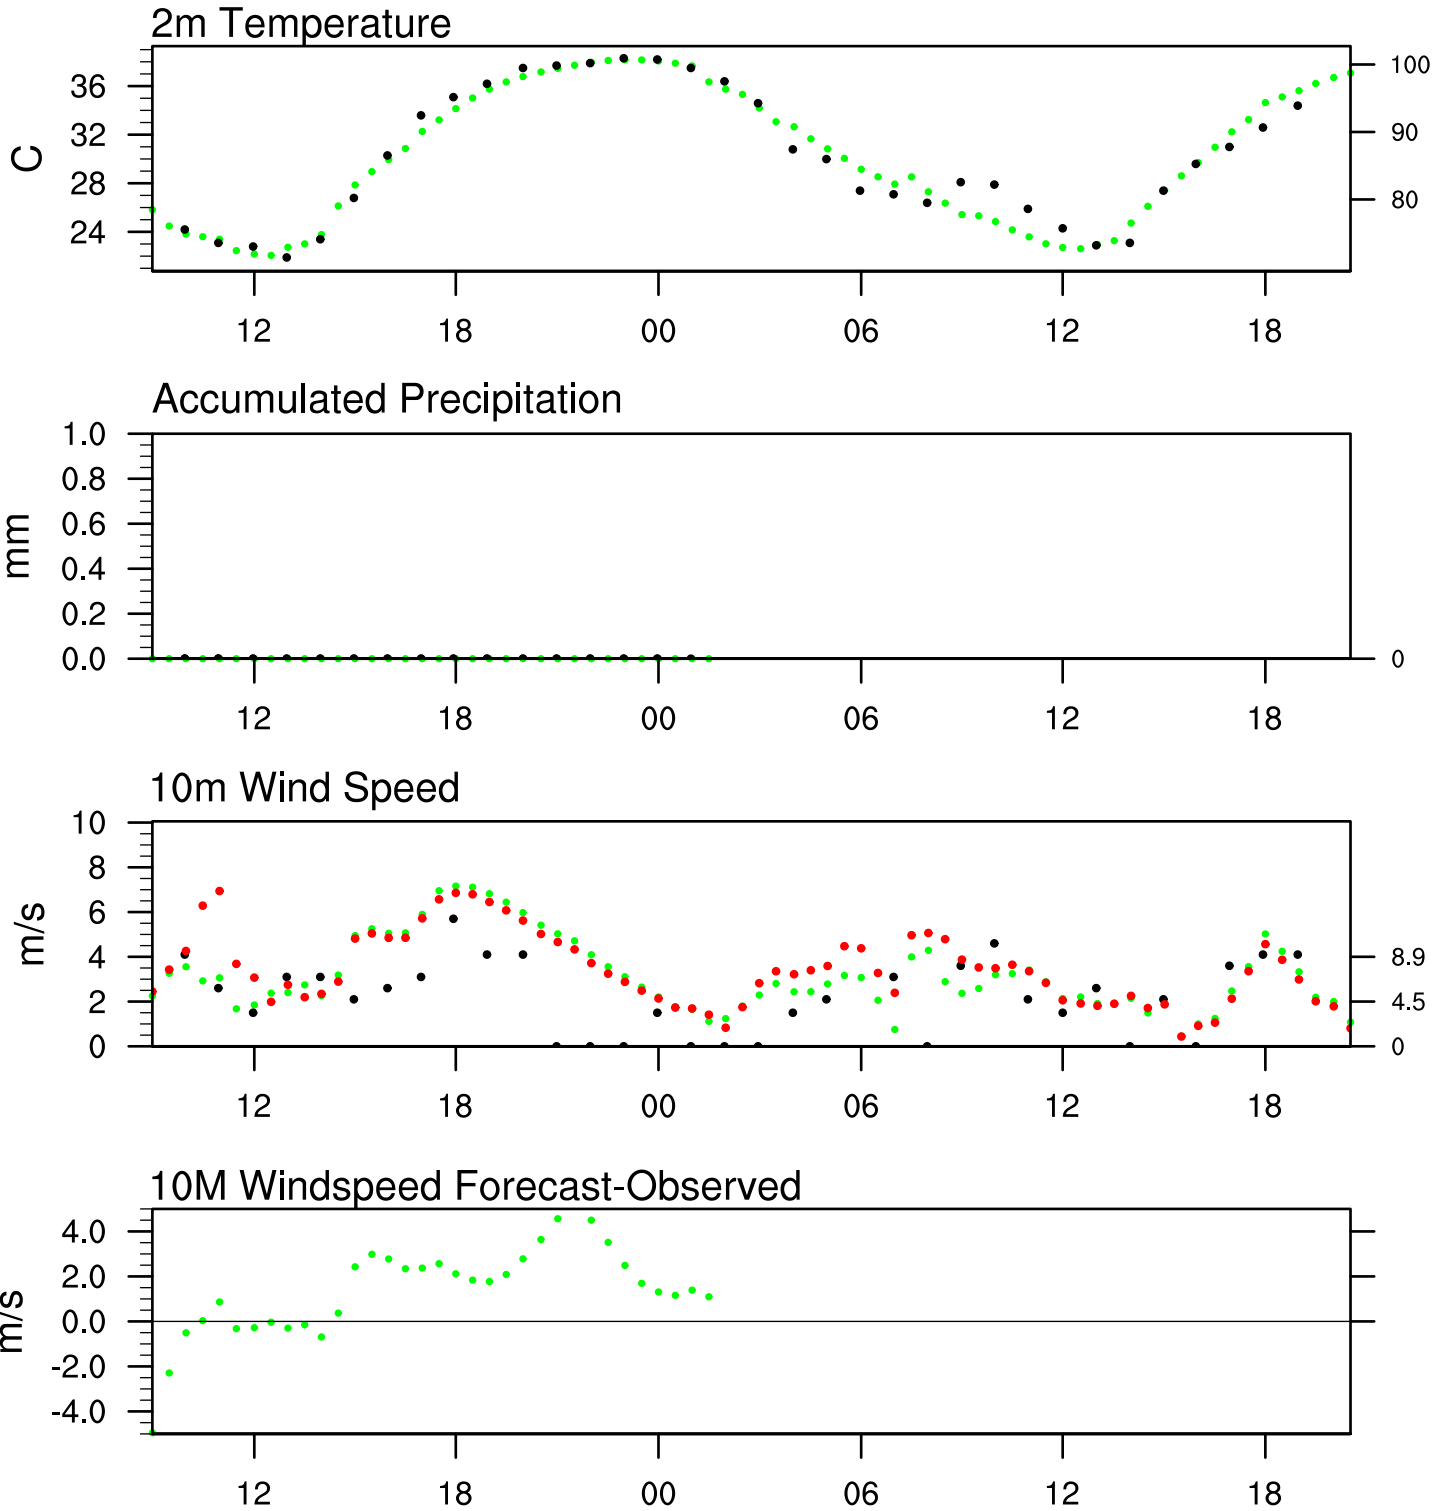 2m Temperature
C
36
32
28
24
100
90
80
12 18 00 06 12 18
Accumulated Precipitation
mm
1.0
0.8
0.6
0.4
0.2
0.0
0
12 18 00 06 12 18
10m Wind Speed
m/s
10
8
6
4
2
0
8.9
4.5
0
12 18 00 06 12 18
10M Windspeed Forecast-Observed
m/s
4.0
2.0
0.0
-2.0
-4.0
12 18 00 06 12 18